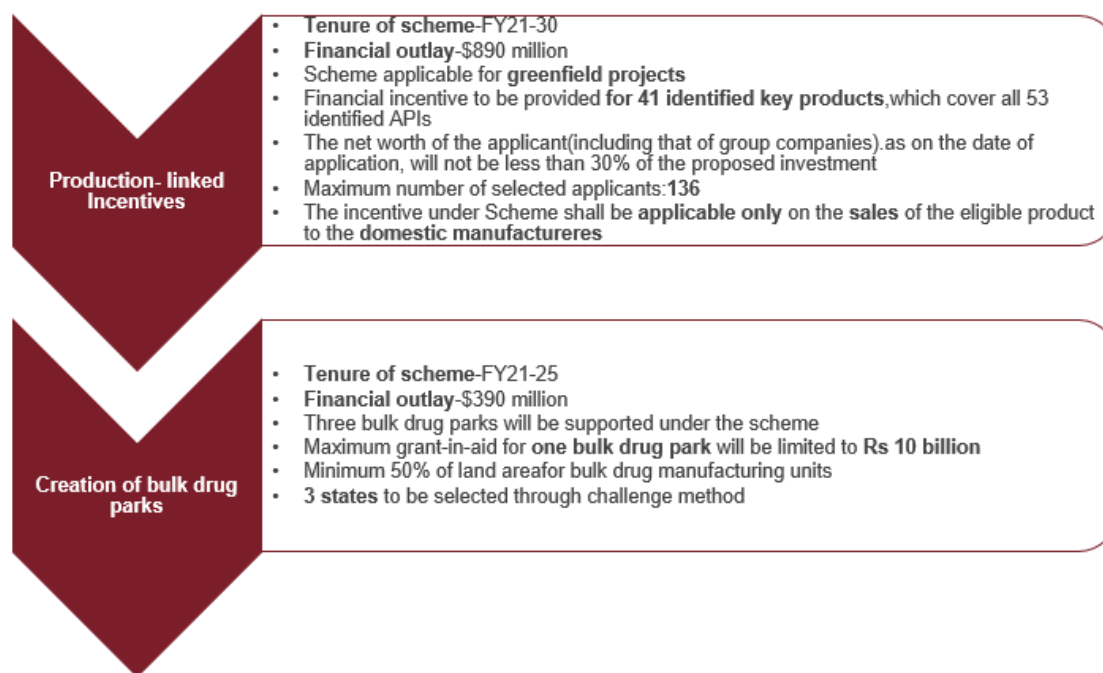 Production- linked
Incentives
• Tenure of scheme-FY21-30
• Financial outlay-$890 million
• Scheme applicable for greenfield projects
• Financial incentive to be provided for 41 identified key products,which cover all 53
identified APIs
• The net worth of the applicant(including that of group companies).as on the date of
application, will not be less than 30% of the proposed investment
• Maximum number of selected applicants:136
• The incentive under Scheme shall be applicable only on the sales of the eligible product
to the domestic manufactureres
Creation of bulk drug
parks
• Tenure of scheme-FY21-25
• Financial outlay-$390 million
• Three bulk drug parks will be supported under the scheme
• Maximum grant-in-aid for one bulk drug park will be limited to Rs 10 billion
• Minimum 50% of land areafor bulk drug manufacturing units
• 3 states to be selected through challenge method